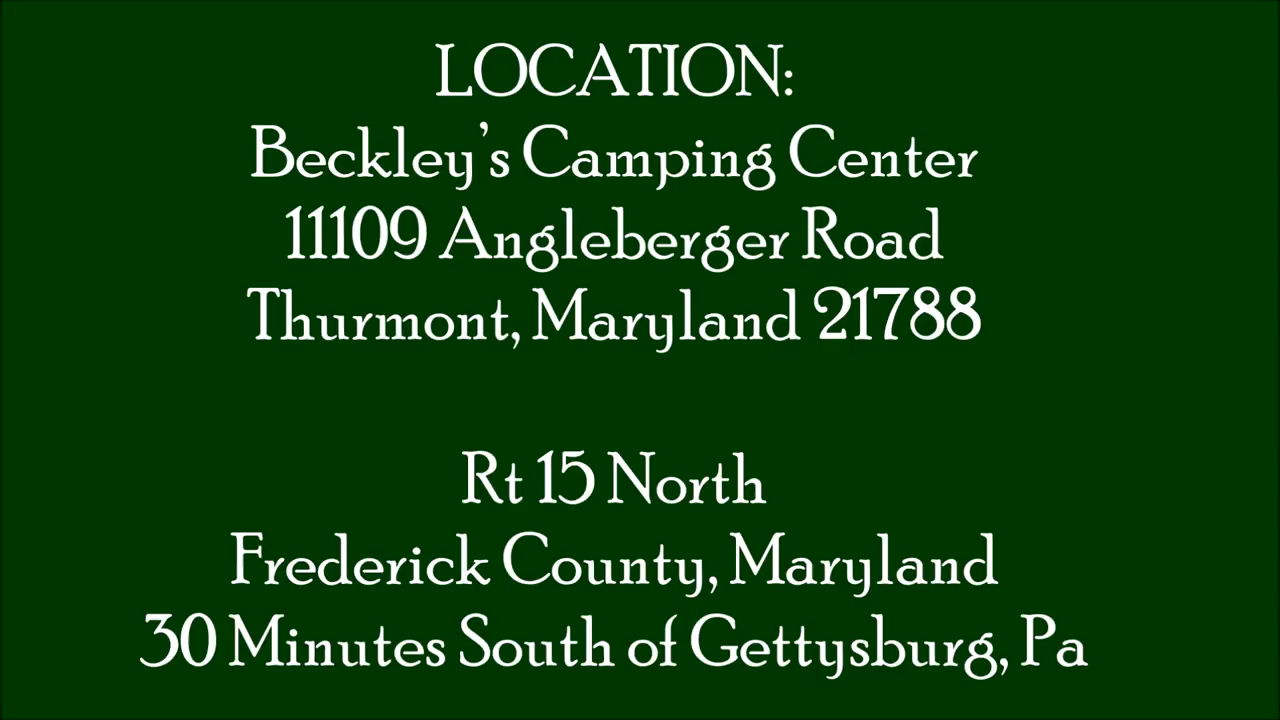 LOCATION:
Beckley's Camping Center
11109 Angleberger Road
Thurmont, Maryland 21788
Rt 15 North
Frederick County, Maryland
30 Minutes South of Gettysburg, Pa